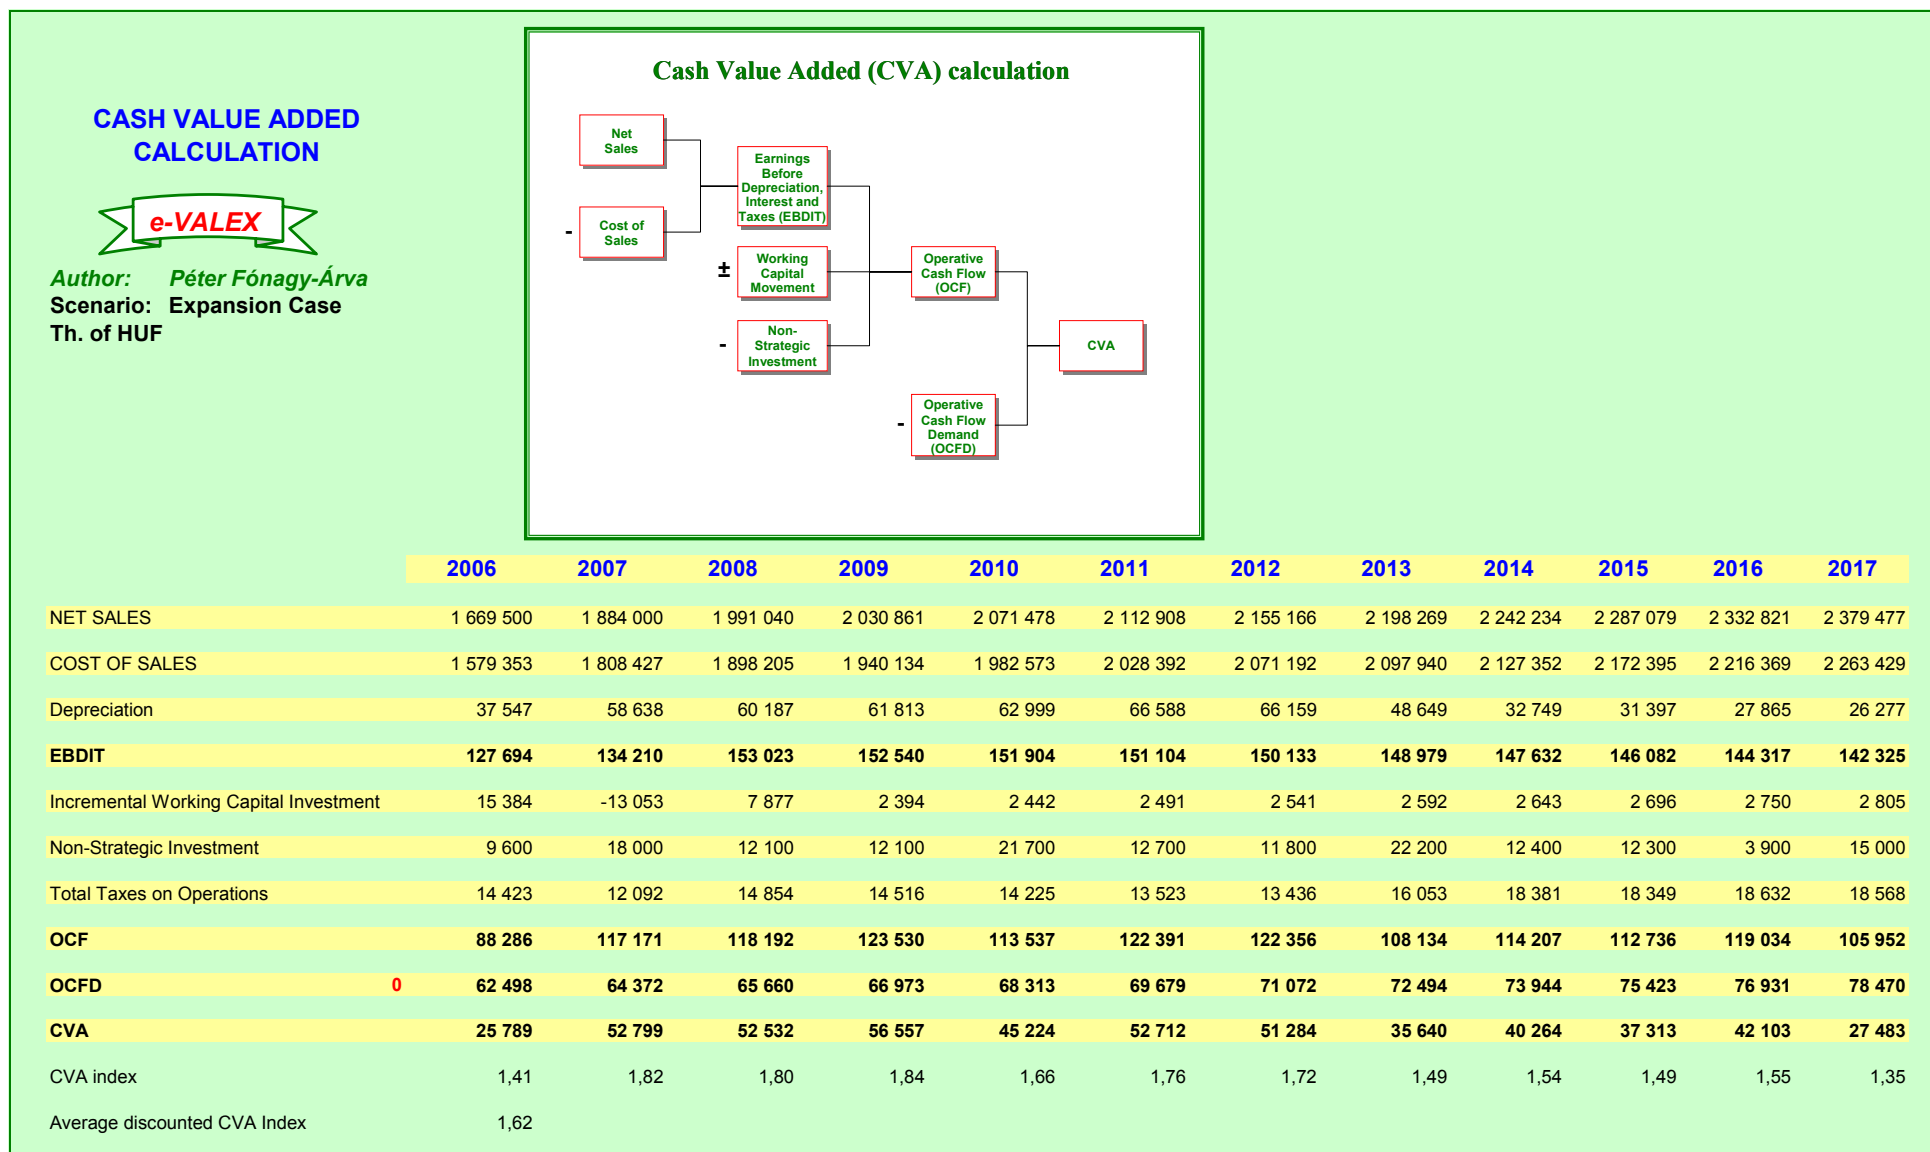 CASH VALUE ADDED
CALCULATION
e-VALEX
Author: Péter Fónagy-Árva
Scenario: Expansion Case
Th. of HUF
Cash Value Added (CVA) calculation
Net
Sales
-
Cost of
Sales
Earnings
Before
Depreciation,
Interest and
Taxes (EBDIT)
±
Working
Capital
Movement
-
Non-
Strategic
Investment
Operative
Cash Flow
(OCF)
-
Operative
Cash Flow
Demand
(OCFD)
CVA
2006 2007 2008 2009 2010 2011 2012 2013 2014 2015 2016 2017
NET SALES 1 669 500 1 884 000 1 991 040 2 030 861 2 071 478 2 112 908 2 155 166 2 198 269 2 242 234 2 287 079 2 332 821 2 379 477
COST OF SALES 1 579 353 1 808 427 1 898 205 1 940 134 1 982 573 2 028 392 2 071 192 2 097 940 2 127 352 2 172 395 2 216 369 2 263 429
Depreciation 37 547 58 638 60 187 61 813 62 999 66 588 66 159 48 649 32 749 31 397 27 865 26 277
EBDIT 127 694 134 210 153 023 152 540 151 904 151 104 150 133 148 979 147 632 146 082 144 317 142 325
Incremental Working Capital Investment 15 384 -13 053 7 877 2 394 2 442 2 491 2 541 2 592 2 643 2 696 2 750 2 805
Non-Strategic Investment 9 600 18 000 12 100 12 100 21 700 12 700 11 800 22 200 12 400 12 300 3 900 15 000
Total Taxes on Operations 14 423 12 092 14 854 14 516 14 225 13 523 13 436 16 053 18 381 18 349 18 632 18 568
OCF 88 286 117 171 118 192 123 530 113 537 122 391 122 356 108 134 114 207 112 736 119 034 105 952
OCFD 0 62 498 64 372 65 660 66 973 68 313 69 679 71 072 72 494 73 944 75 423 76 931 78 470
CVA 25 789 52 799 52 532 56 557 45 224 52 712 51 284 35 640 40 264 37 313 42 103 27 483
CVA index 1,41 1,82 1,80 1,84 1,66 1,76 1,72 1,49 1,54 1,49 1,55 1,35
Average discounted CVA Index 1,62